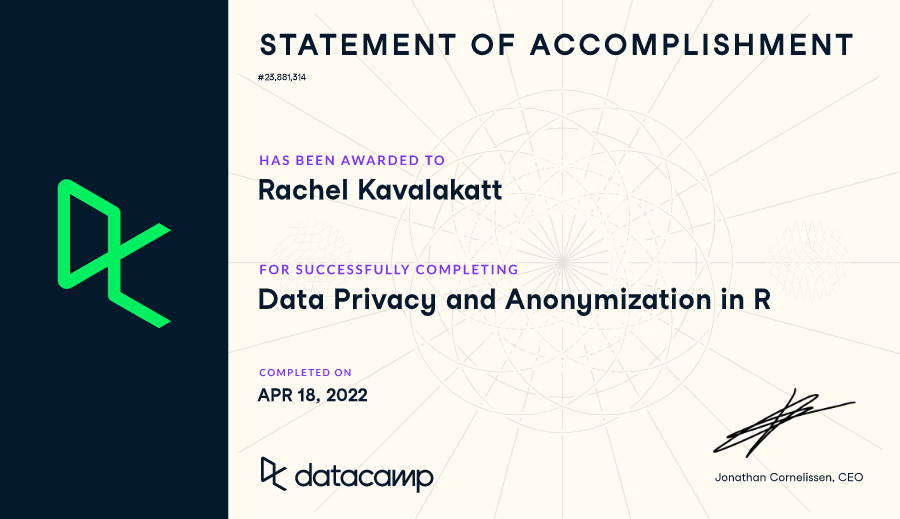 STATEMENT OF ACCOMPLISHMENT
#23,881,314
HAS BEEN AWARDED TO
Rachel Kavalakatt
FOR SUCCESSFULLY COMPLETING
Data Privacy and Anonymization in R
COMPLETED ON
APR 18, 2022
datacamp
Jonathan Cornelissen, CEO